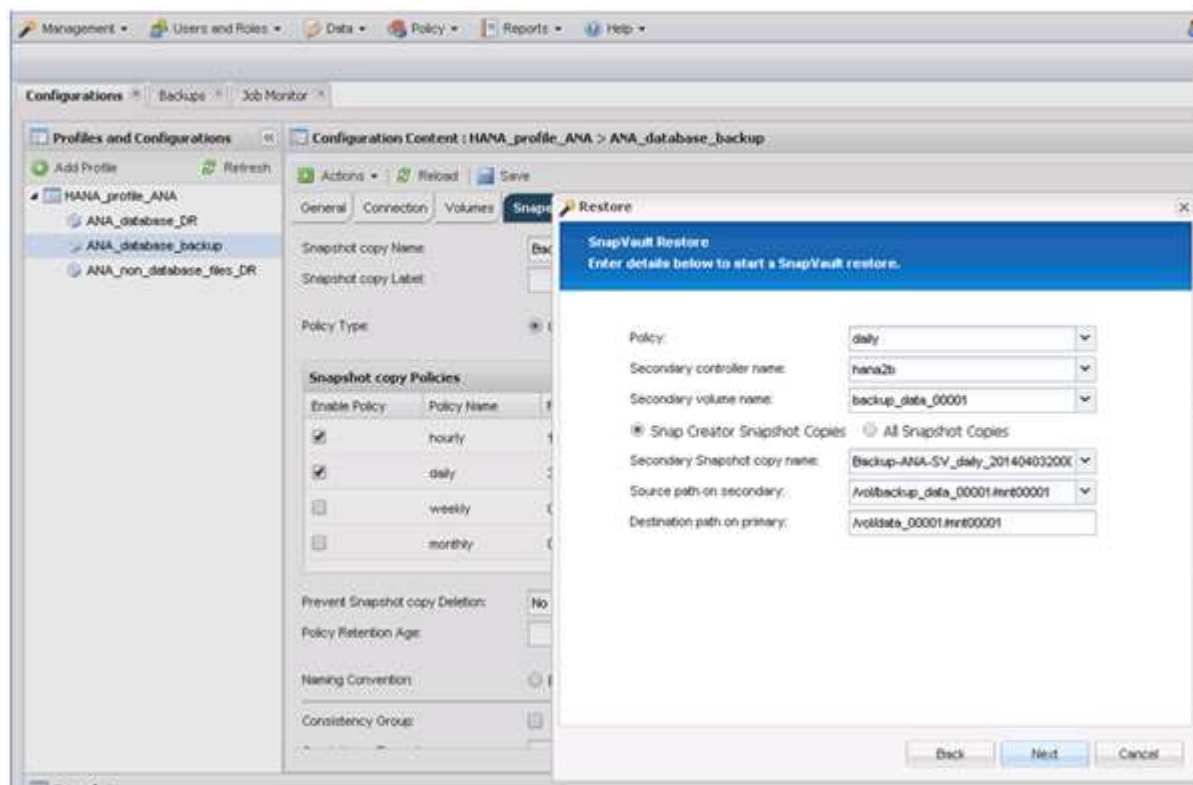 Management Users and Roles Data Policy Reports Help
Configurations Backups Job Monitor
Profiles and Configurations
Add Profile Refresh
HANA_profile_ANA
ANA_database_DR
ANA_database_backup
ANA_non_database_files_DR
Configuration Content : HANA_profile_ANA > ANA_database_backup
Actions Reload Save
General Connection Volumes Snaps
Snapshot copy Name: Bac
Snapshot copy Label:
Policy Type:
Snapshot copy Policies
Enable Policy Policy Name
hourly
daily
weekly
monthly
Prevent Snapshot copy Deletion: No
Policy Retention Age:
Naming Convention:
Consistency Group:
Restore
SnapVault Restore
Enter details below to start a SnapVault restore.
Policy: daily
Secondary controller name: hana2b
Secondary volume name: backup_data_00001
Snap Creator Snapshot Copies All Snapshot Copies
Secondary Snapshot copy name: Backup-ANA-SV_daily_201404032000
Source path on secondary: /vol/backup_data_00001/mnt00001
Destination path on primary: /vol/data_00001/mnt00001
Back Next Cancel